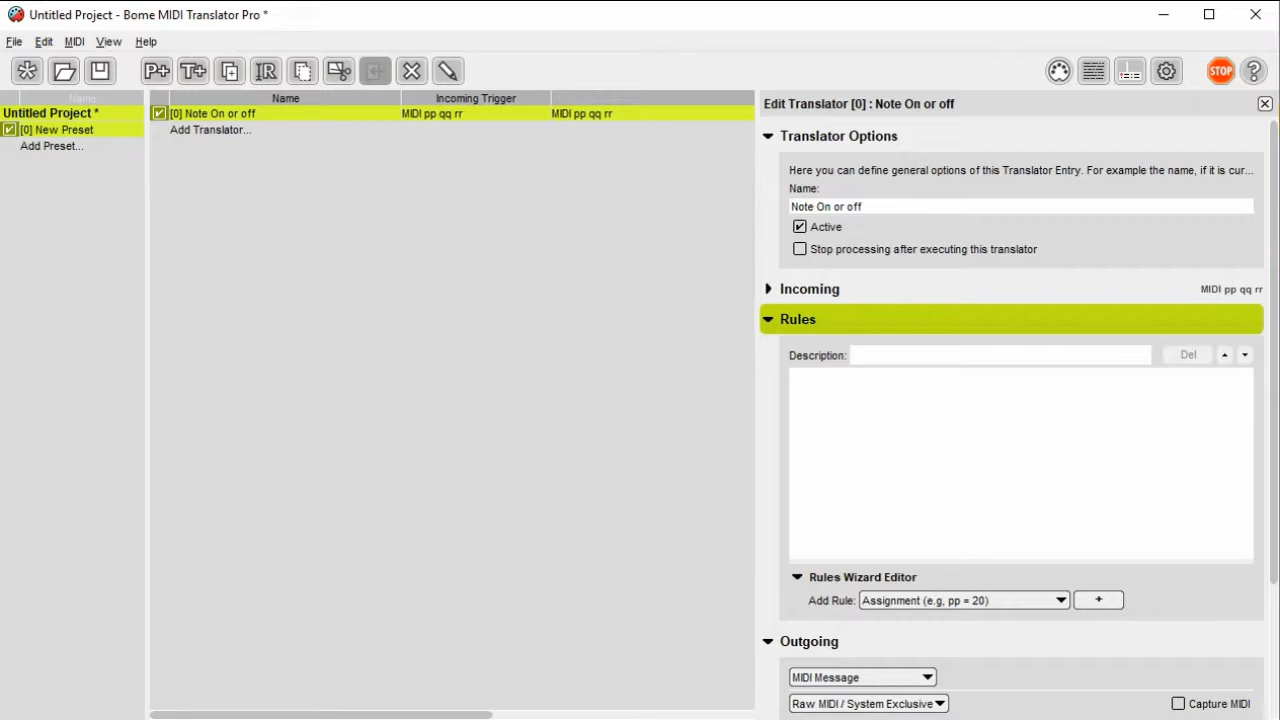 Untitled Project - Bome MIDI Translator Pro *
File Edit MIDI View Help
P+ T+ IR STOP ?
Name
Untitled Project *
[0] New Preset
Add Preset...
Name Incoming Trigger
[0] Note On or off MIDI pp qq rr MIDI pp qq rr
Add Translator...
Edit Translator [0] : Note On or off
Translator Options
Here you can define general options of this Translator Entry. For example the name, if it is cur...
Name:
Note On or off
Active
Stop processing after executing this translator
Incoming MIDI pp qq rr
Rules
Description: Del
Rules Wizard Editor
Add Rule: Assignment (e.g, pp = 20) +
Outgoing
MIDI Message
Raw MIDI / System Exclusive Capture MIDI